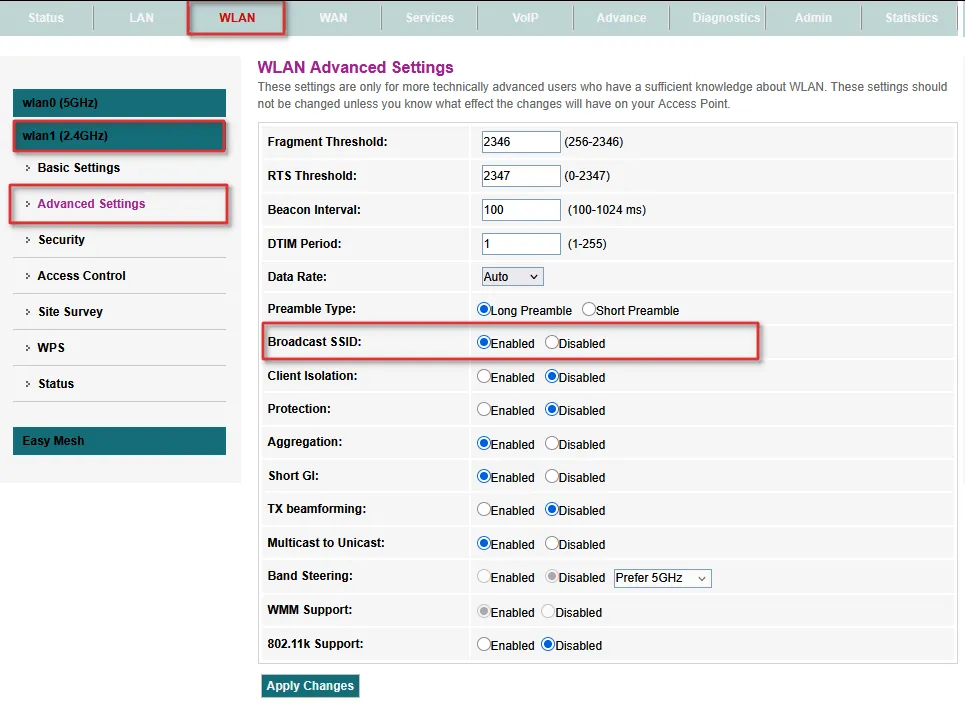 Status LAN WLAN WAN Services VoIP Advance Diagnostics Admin Statistics
wlan0 (5GHz)
wlan1 (2.4GHz)
Basic Settings
Advanced Settings
Security
Access Control
Site Survey
WPS
Status
Easy Mesh
WLAN Advanced Settings
These settings are only for more technically advanced users who have a sufficient knowledge about WLAN. These settings should
not be changed unless you know what effect the changes will have on your Access Point.
Fragment Threshold: 2346 (256-2346)
RTS Threshold: 2347 (0-2347)
Beacon Interval: 100 (100-1024 ms)
DTIM Period: 1 (1-255)
Data Rate: Auto
Preamble Type: Long Preamble Short Preamble
Broadcast SSID: Enabled Disabled
Client Isolation: Enabled Disabled
Protection: Enabled Disabled
Aggregation: Enabled Disabled
Short GI: Enabled Disabled
TX beamforming: Enabled Disabled
Multicast to Unicast: Enabled Disabled
Band Steering: Enabled Disabled Prefer 5GHz
WMM Support: Enabled Disabled
802.11k Support: Enabled Disabled
Apply Changes